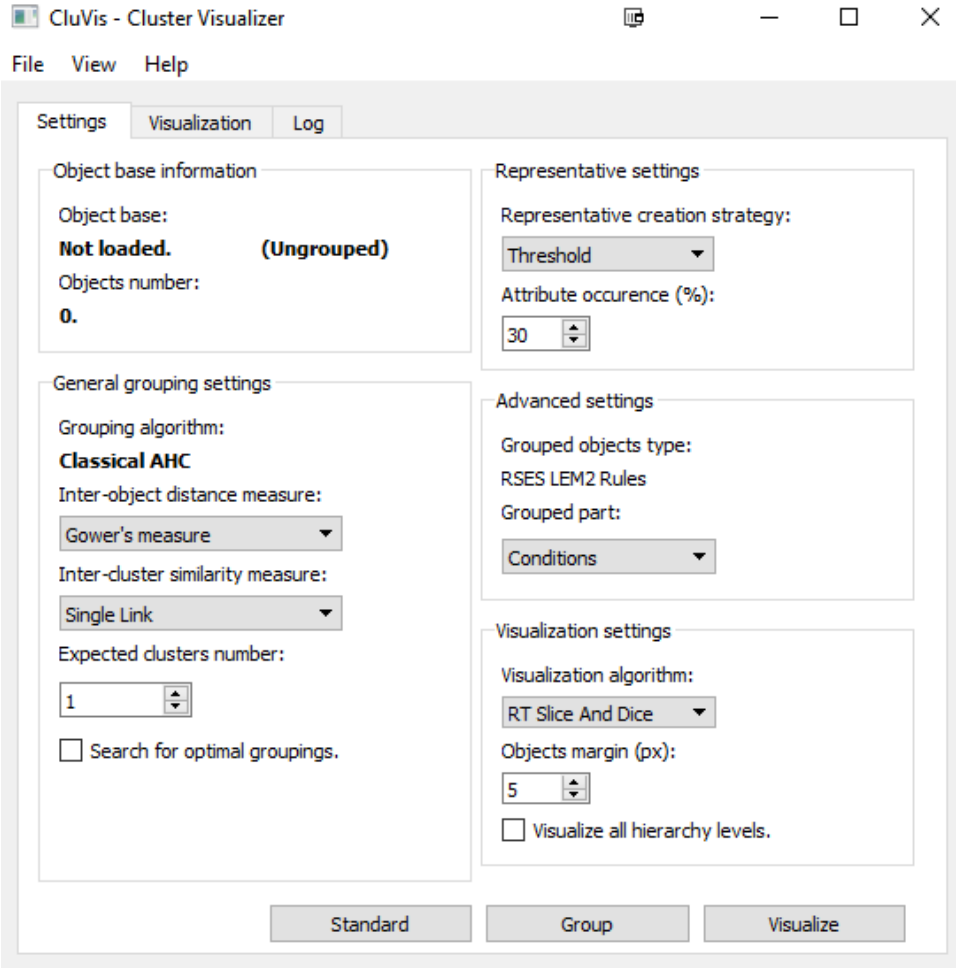 CluVis - Cluster Visualizer
File View Help
Settings Visualization Log
Object base information
Object base:
Not loaded. (Ungrouped)
Objects number:
0.
General grouping settings
Grouping algorithm:
Classical AHC
Inter-object distance measure:
Gower's measure
Inter-cluster similarity measure:
Single Link
Expected clusters number:
1
Search for optimal groupings.
Representative settings
Representative creation strategy:
Threshold
Attribute occurence (%):
30
Advanced settings
Grouped objects type:
RSES LEM2 Rules
Grouped part:
Conditions
Visualization settings
Visualization algorithm:
RT Slice And Dice
Objects margin (px):
5
Visualize all hierarchy levels.
Standard Group Visualize